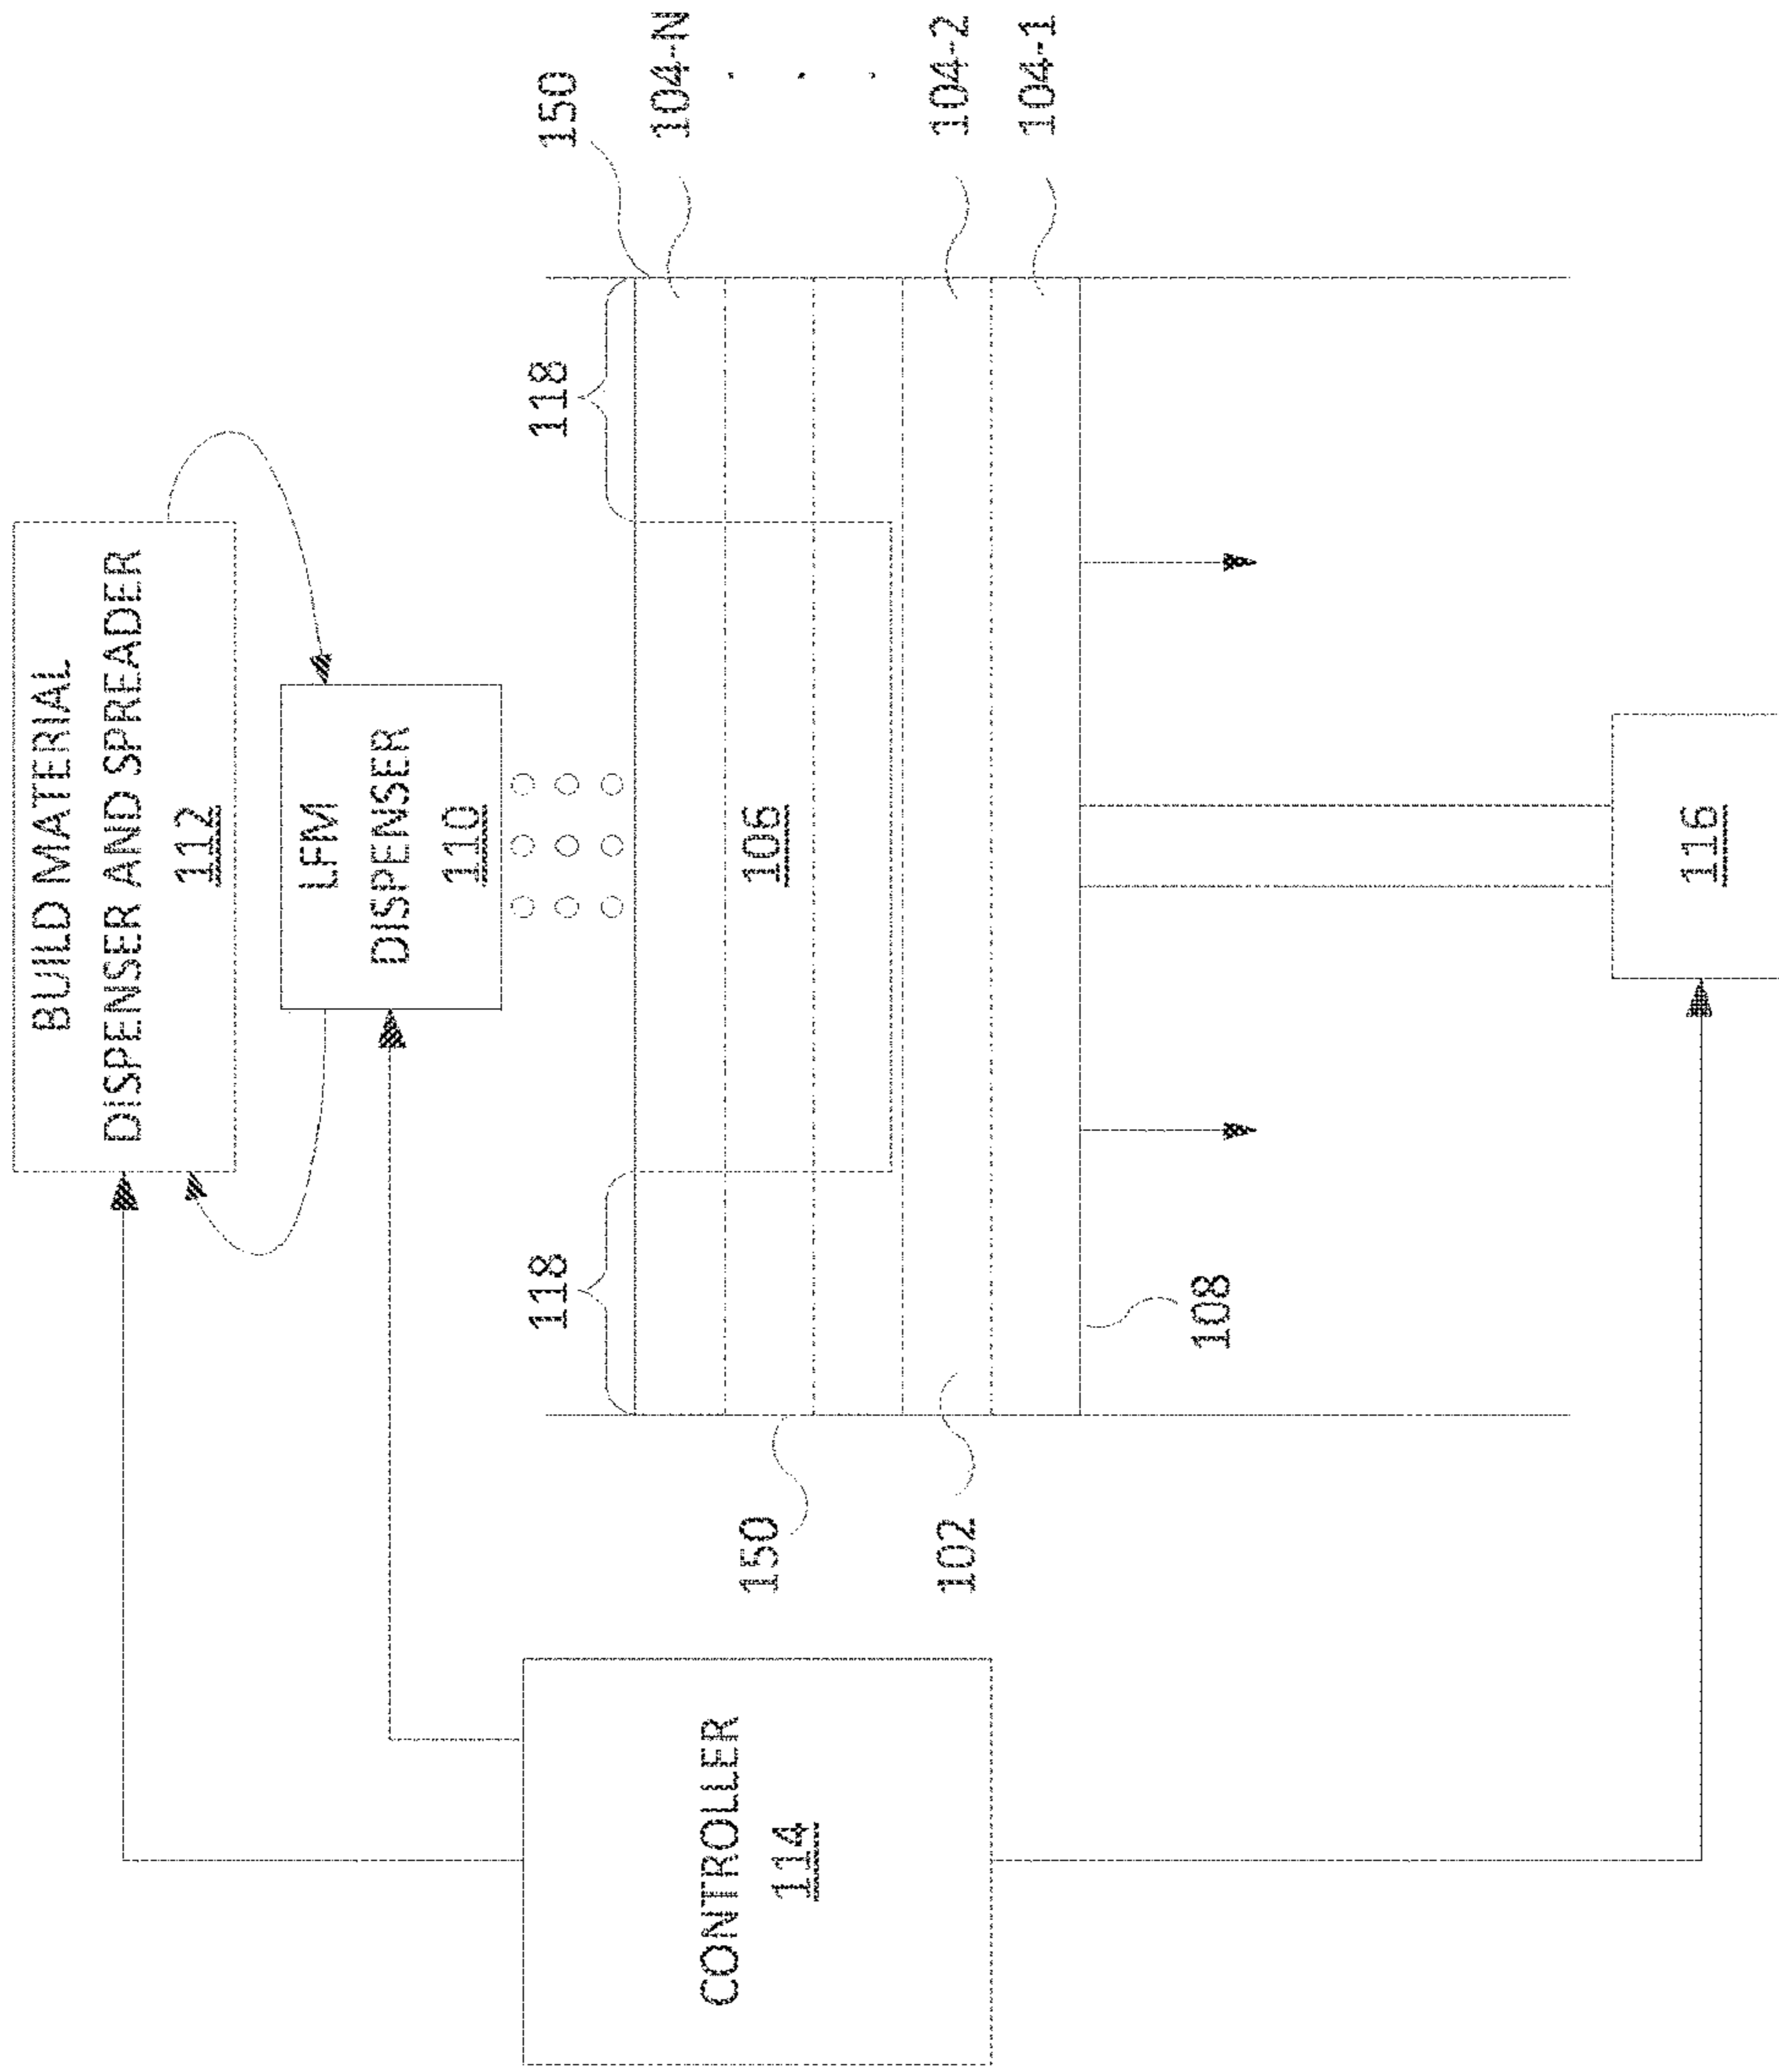 BUILD MATERIAL
DISPENSER AND SPREADER
112
LFM
DISPENSER
110
118
118
150
104-N
. . .
104-2
104-1
106
150
102
108
CONTROLLER
114
116